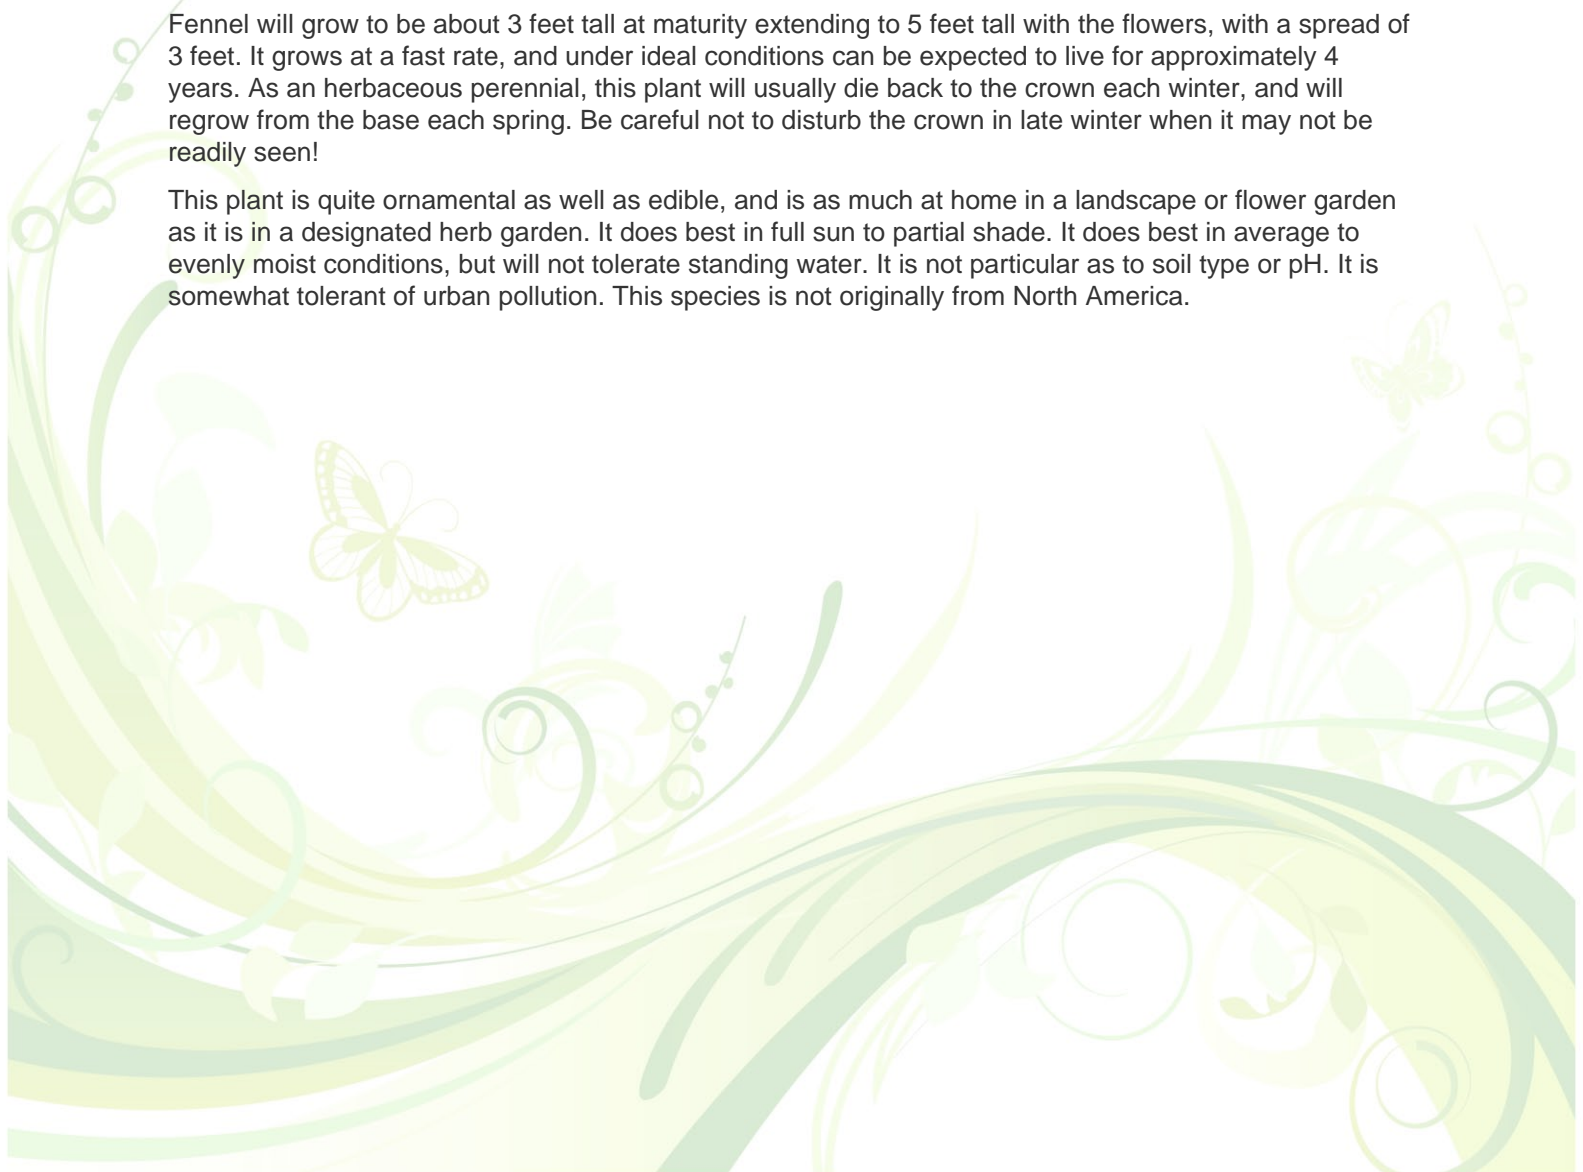 Fennel will grow to be about 3 feet tall at maturity extending to 5 feet tall with the flowers, with a spread of
3 feet. It grows at a fast rate, and under ideal conditions can be expected to live for approximately 4
years. As an herbaceous perennial, this plant will usually die back to the crown each winter, and will
regrow from the base each spring. Be careful not to disturb the crown in late winter when it may not be
readily seen!
This plant is quite ornamental as well as edible, and is as much at home in a landscape or flower garden
as it is in a designated herb garden. It does best in full sun to partial shade. It does best in average to
evenly moist conditions, but will not tolerate standing water. It is not particular as to soil type or pH. It is
somewhat tolerant of urban pollution. This species is not originally from North America.